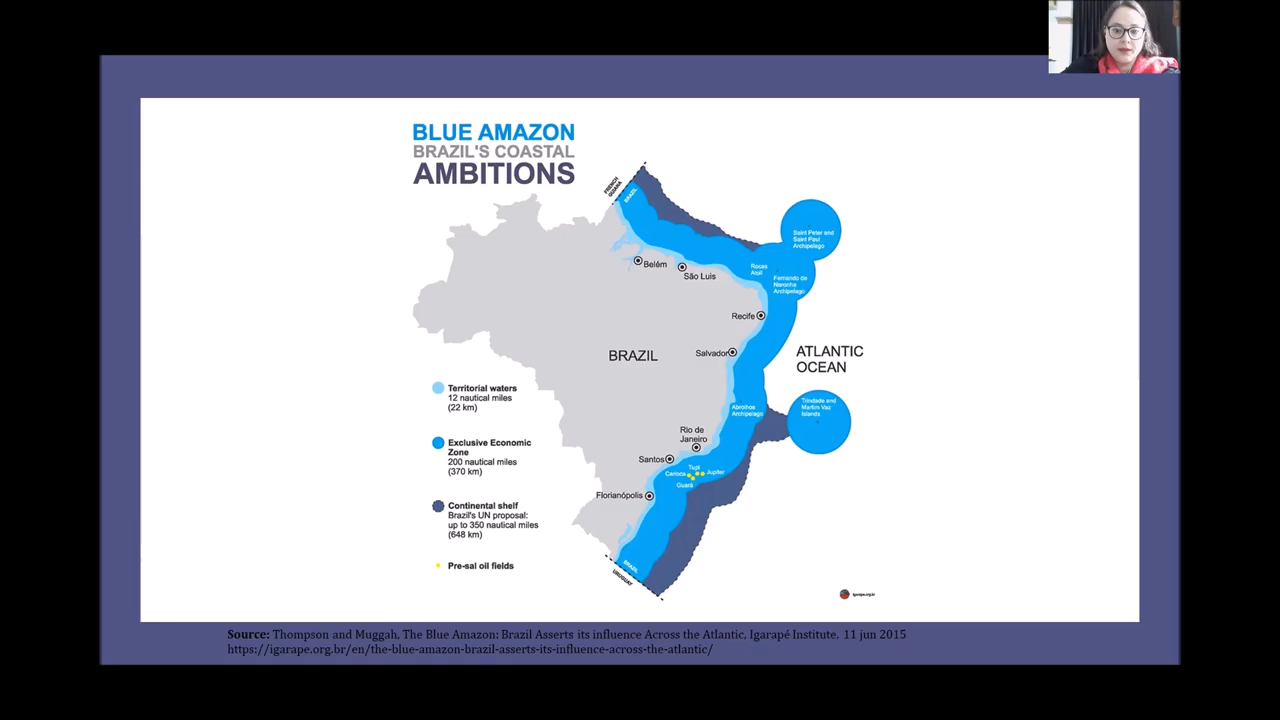 BLUE AMAZON
BRAZIL'S COASTAL
AMBITIONS
FRENCH
GUIANA
BRAZIL
Saint Peter and
Saint Paul
Archipelago
Belém
São Luis
Rocas
Atoll
Fernando de
Noronha
Archipelago
Recife
BRAZIL
Salvador
ATLANTIC
OCEAN
Territorial waters
12 nautical miles
(22 km)
Abrolhos
Archipelago
Trindade and
Martim Vaz
Islands
Exclusive Economic
Zone
200 nautical miles
(370 km)
Rio de
Janeiro
Santos
Tupi
Carioca
Jupiter
Guará
Florianópolis
Continental shelf
Brazil's UN proposal:
up to 350 nautical miles
(648 km)
Pre-sal oil fields
BRAZIL
URUGUAY
igarape.org.br
Source: Thompson and Muggah, The Blue Amazon: Brazil Asserts its influence Across the Atlantic, Igarapé Institute. 11 jun 2015
https://igarape.org.br/en/the-blue-amazon-brazil-asserts-its-influence-across-the-atlantic/